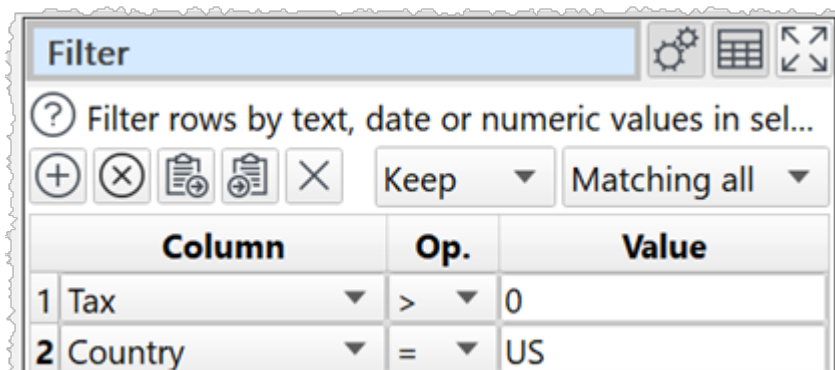 Filter
? Filter rows by text, date or numeric values in sel...
Keep Matching all
Column Op. Value
1 Tax > 0
2 Country = US